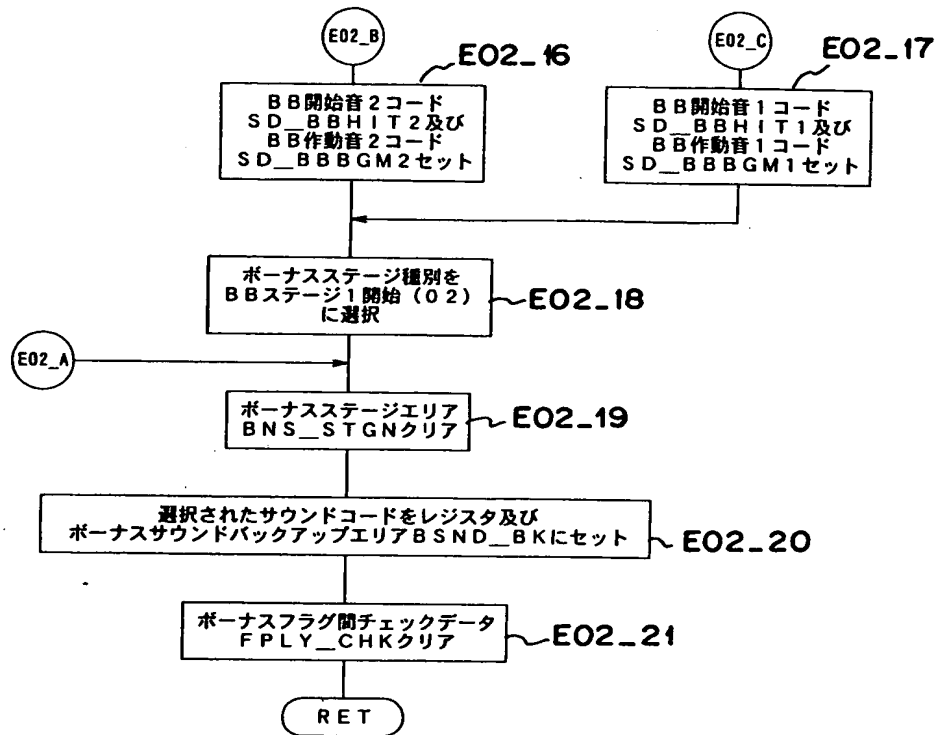 E02_B
E02_C
E02_16
E02_17
BB開始音2コード
SD__BBHIT2及び
BB作動音2コード
SD__BBBGM2セット
BB開始音1コード
SD__BBHIT1及び
BB作動音1コード
SD__BBBGM1セット
ボーナスステージ種別を
BBステージ1開始(02)
に選択
E02_18
E02_A
ボーナスステージエリア
BNS__STGNクリア
E02_19
選択されたサウンドコードをレジスタ及び
ボーナスサウンドバックアップエリアBSND__BKにセット
E02_20
ボーナスフラグ間チェックデータ
FPLY__CHKクリア
E02_21
RET